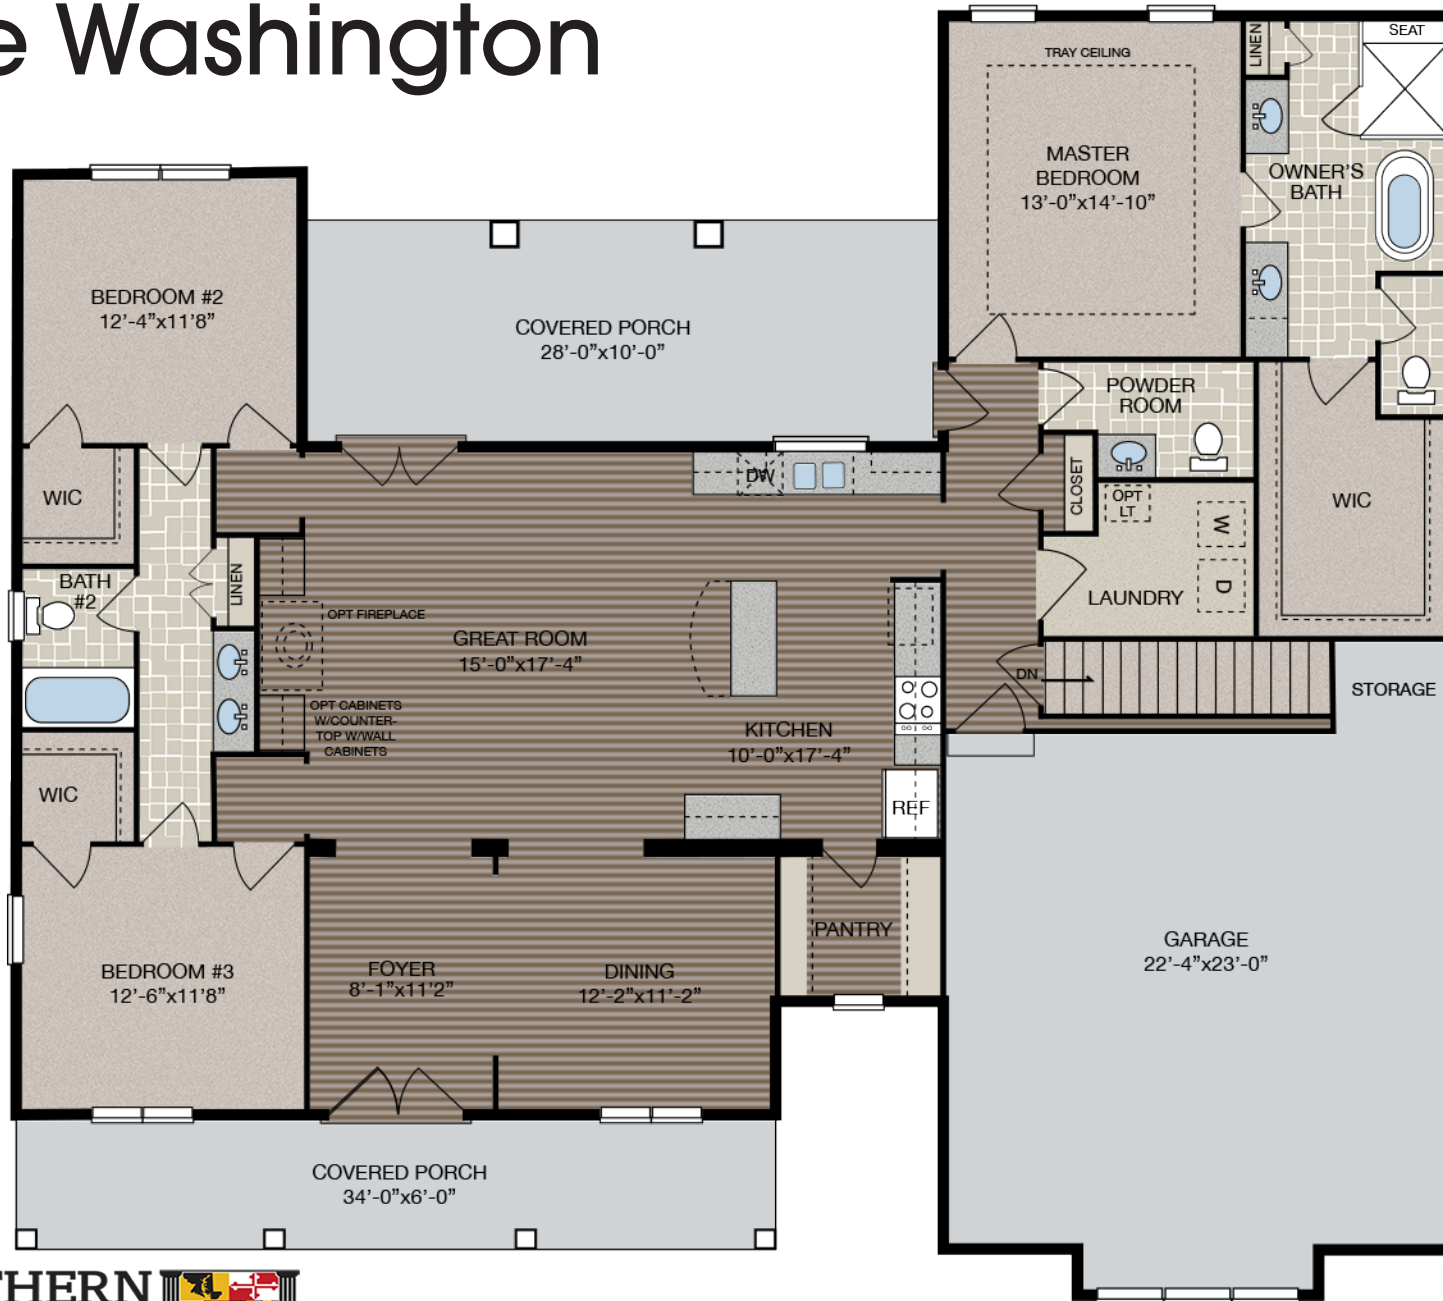 e Washington
SEAT
LINEN
TRAY CEILING
MASTER
BEDROOM
13'-0"x14'-10"
OWNER'S
BATH
BEDROOM #2
12'-4"x11'8"
COVERED PORCH
28'-0"x10'-0"
POWDER
ROOM
WIC
DW
CLOSET
OPT
LT
W
WIC
BATH
#2
LINEN
D
LAUNDRY
OPT FIREPLACE
GREAT ROOM
15'-0"x17'-4"
DN
STORAGE
OPT CABINETS
W/COUNTER-
TOP W/WALL
CABINETS
KITCHEN
10'-0"x17'-4"
WIC
REF
PANTRY
GARAGE
22'-4"x23'-0"
BEDROOM #3
12'-6"x11'8"
FOYER
8'-1"x11'2"
DINING
12'-2"x11'-2"
COVERED PORCH
34'-0"x6'-0"
THERN